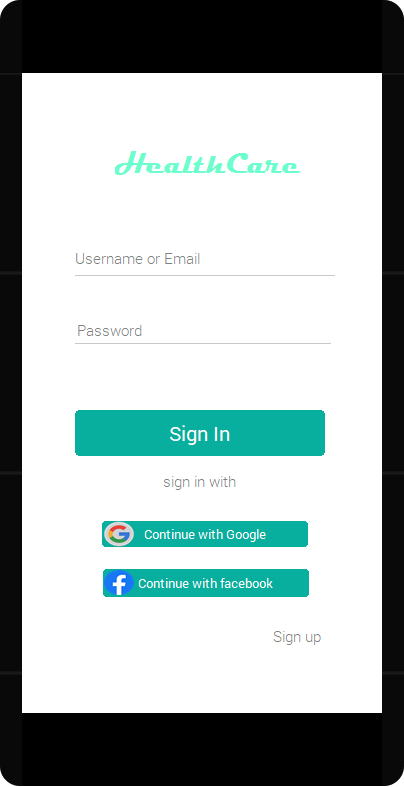 HealthCare
Username or Email
Password
Sign In
sign in with
Continue with Google
Continue with facebook
Sign up